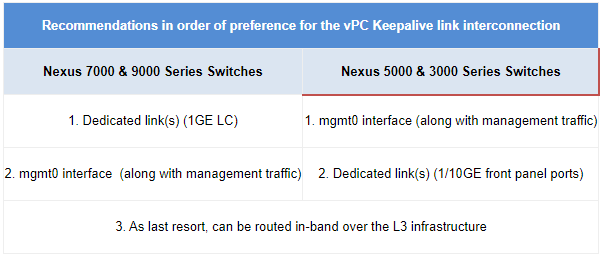 Recommendations in order of preference for the vPC Keepalive link interconnection
Nexus 7000 & 9000 Series Switches
Nexus 5000 & 3000 Series Switches
1. Dedicated link(s) (1GE LC)
1. mgmt0 interface (along with management traffic)
2. mgmt0 interface (along with management traffic)
2. Dedicated link(s) (1/10GE front panel ports)
3. As last resort, can be routed in-band over the L3 infrastructure